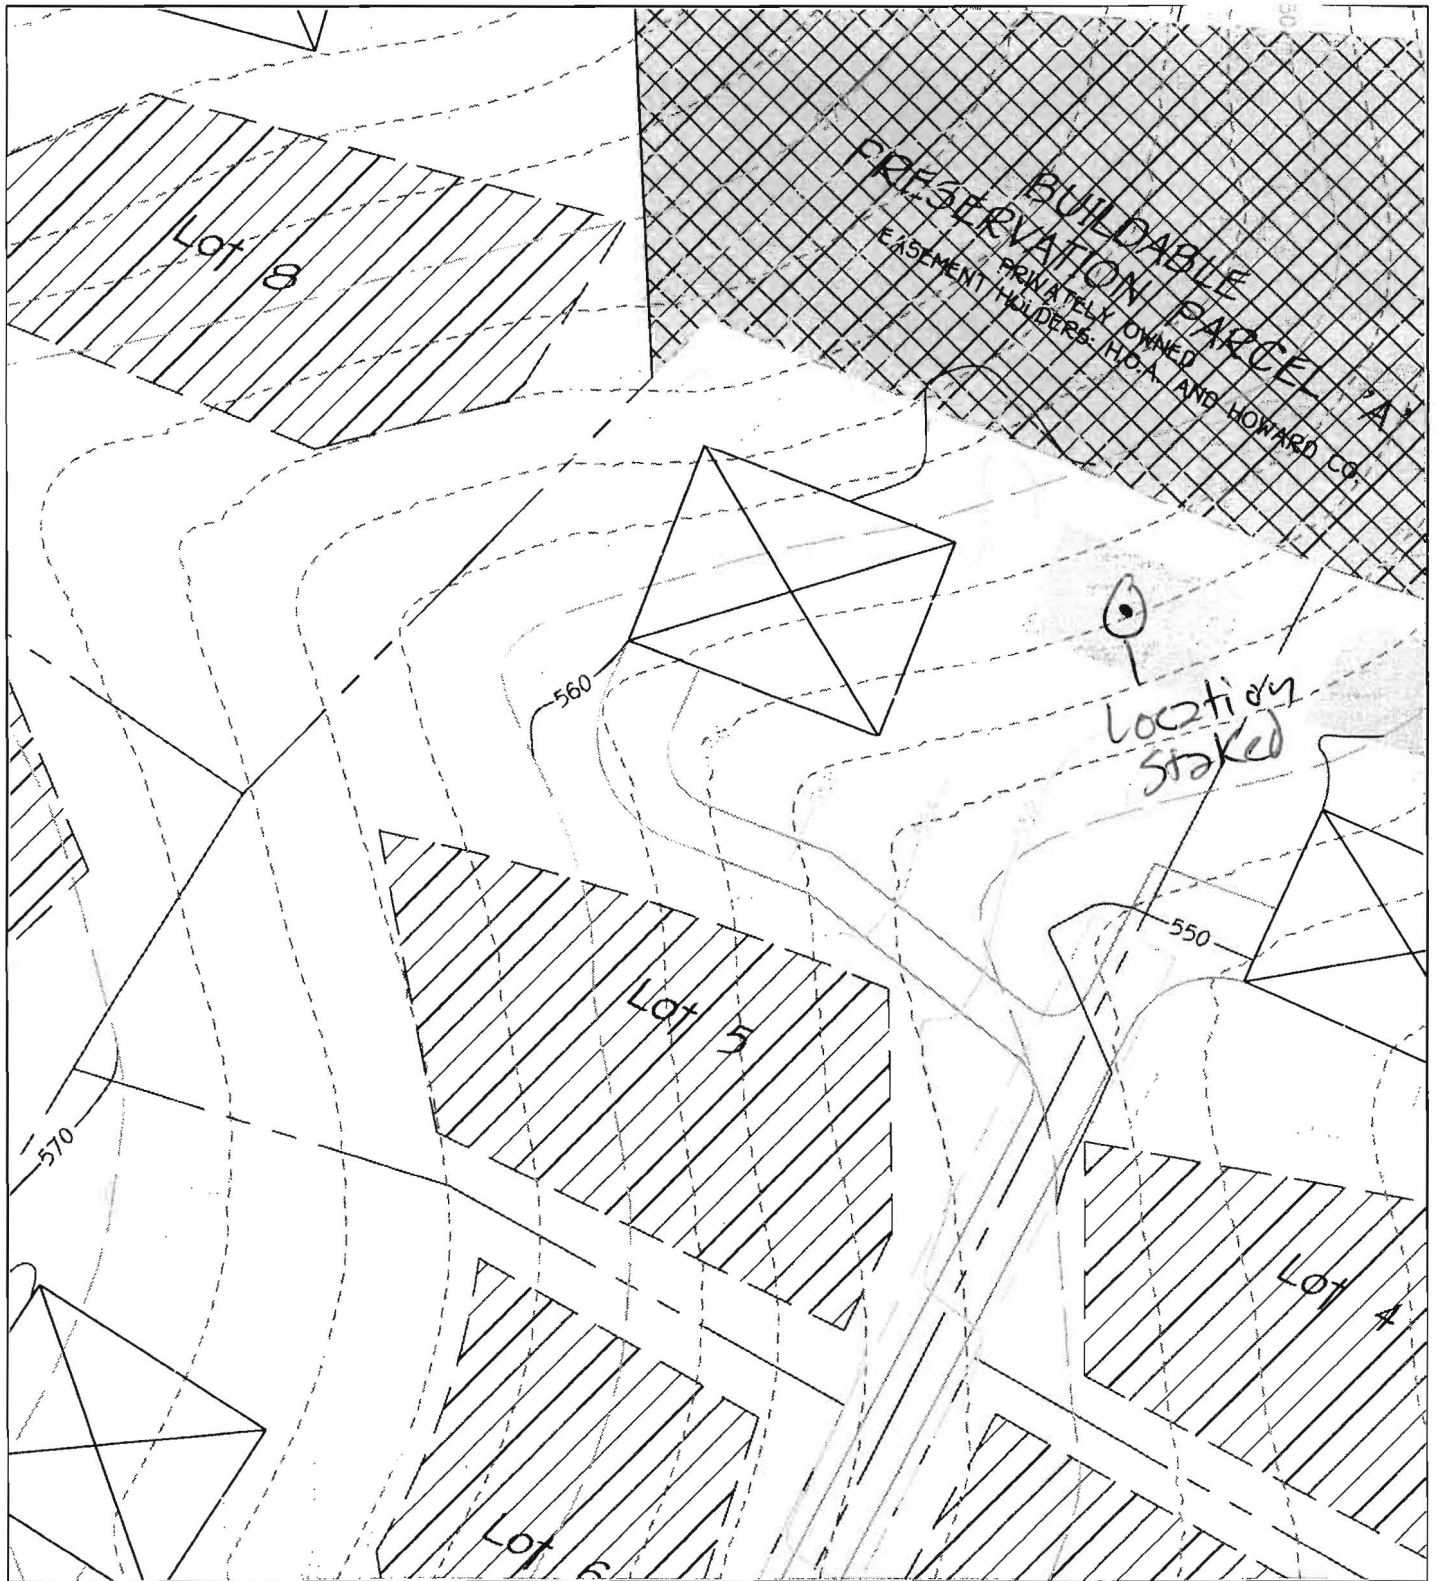 50
BUILDABLE
PRESERVATION PARCEL 'A'
PRIVATELY OWNED
EASEMENT HOLDERS: H.O.A. AND HOWARD CO.
Lot 8
560
Location
Staked
550
Lot 5
570
Lot 4
Lot 6